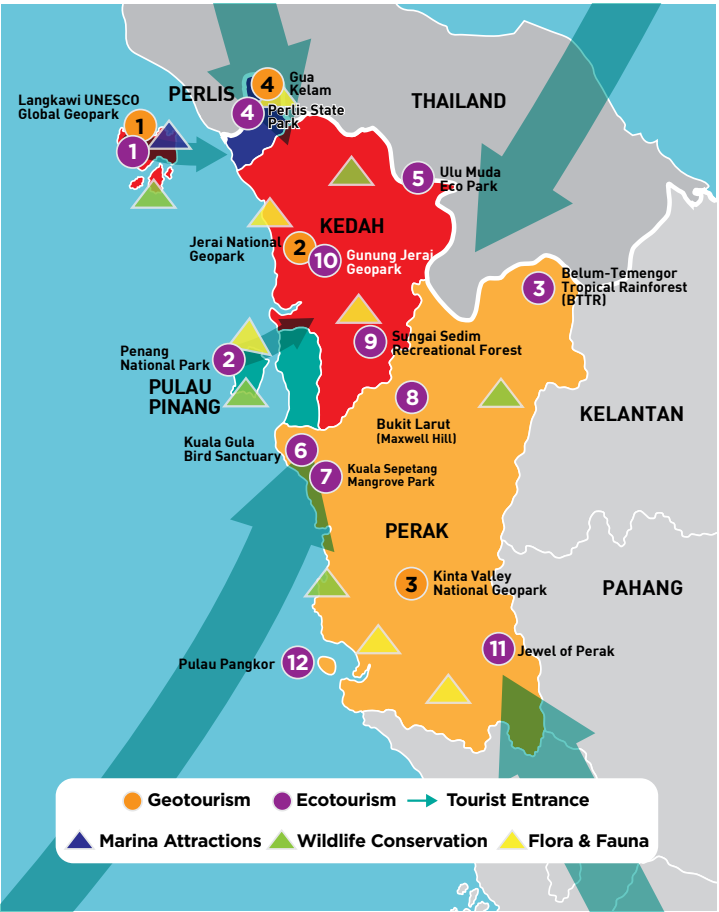 Langkawi UNESCO
Global Geopark
1
1
PERLIS
4
Gua
Kelam
4
Perlis State
Park
THAILAND
5
Ulu Muda
Eco Park
KEDAH
Jerai National
Geopark
2
10
Gunung Jerai
Geopark
3
Belum-Temengor
Tropical Rainforest
(BTTR)
Penang
National Park
2
PULAU
PINANG
9
Sungai Sedim
Recreational Forest
8
Bukit Larut
(Maxwell Hill)
KELANTAN
Kuala Gula
Bird Sanctuary
6
7
Kuala Sepetang
Mangrove Park
PERAK
3
Kinta Valley
National Geopark
PAHANG
Pulau Pangkor
12
11
Jewel of Perak
Geotourism
Ecotourism
Tourist Entrance
Marina Attractions
Wildlife Conservation
Flora & Fauna